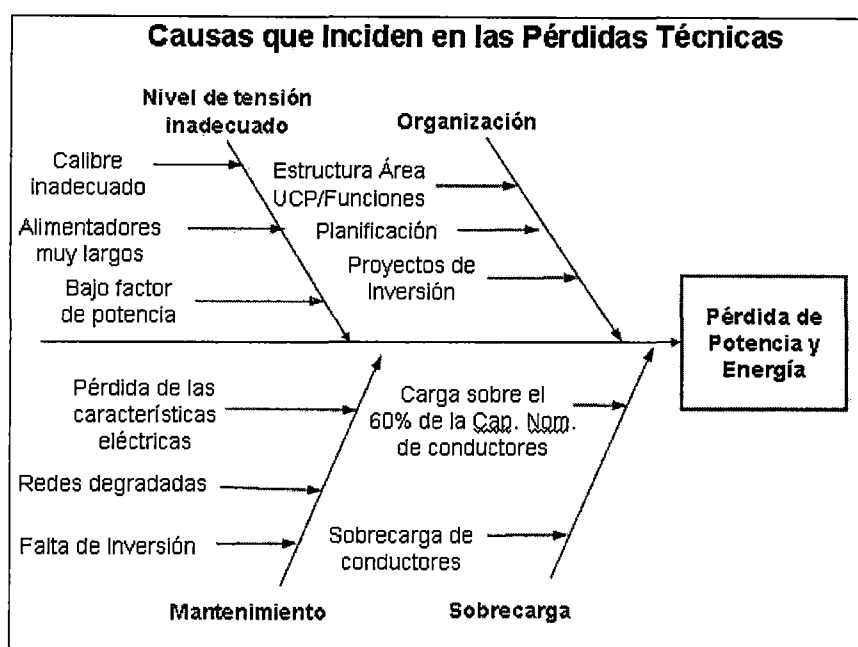 Causas que Inciden en las Pérdidas Técnicas
Nivel de tensión
inadecuado
Organización
Calibre
inadecuado
Estructura Área
UCP/Funciones
Alimentadores
muy largos
Planificación
Bajo factor
de potencia
Proyectos de
Inversión
Pérdida de
Potencia y
Energía
Pérdida de las
características
eléctricas
Carga sobre el
60% de la Cap. Nom.
de conductores
Redes degradadas
Falta de Inversión
Sobrecarga de
conductores
Mantenimiento
Sobrecarga